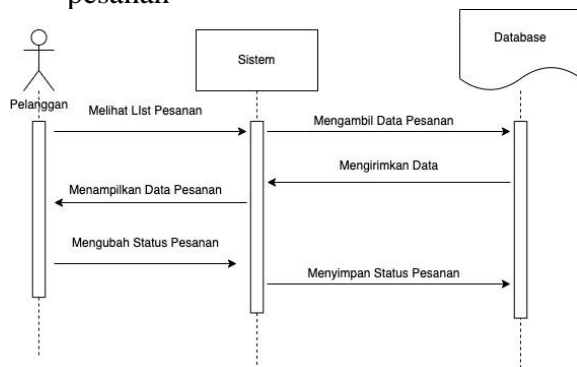 pesanan
Database
Sistem
Pelanggan
Melihat LIst Pesanan
Mengambil Data Pesanan
Mengirimkan Data
Menampilkan Data Pesanan
Mengubah Status Pesanan
Menyimpan Status Pesanan